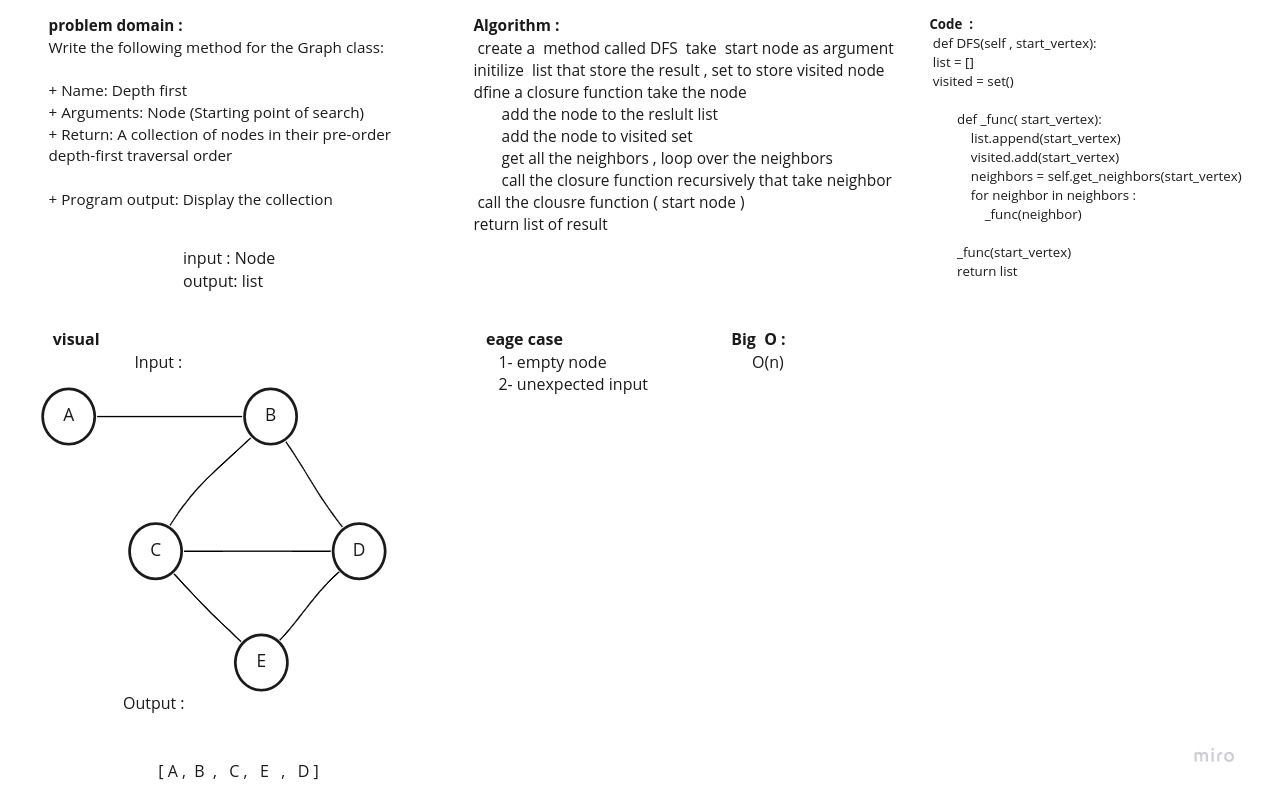 problem domain :
Write the following method for the Graph class:
+ Name: Depth first
+ Arguments: Node (Starting point of search)
+ Return: A collection of nodes in their pre-order
depth-first traversal order
+ Program output: Display the collection
input : Node
output: list
Algorithm :
create a  method called DFS  take  start node as argument
initilize  list that store the result , set to store visited node
dfine a closure function take the node
add the node to the reslult list
add the node to visited set
get all the neighbors , loop over the neighbors
call the closure function recursively that take neighbor
call the clousre function ( start node )
return list of result
Code  :
def DFS(self , start_vertex):
list = []
visited = set()
def _func( start_vertex):
list.append(start_vertex)
visited.add(start_vertex)
neighbors = self.get_neighbors(start_vertex)
for neighbor in neighbors :
_func(neighbor)
_func(start_vertex)
return list
visual
Input :
A
B
C
D
E
Output :
[ A ,  B  ,   C ,   E   ,   D ]
eage case
1- empty node
2- unexpected input
Big  O :
O(n)
miro